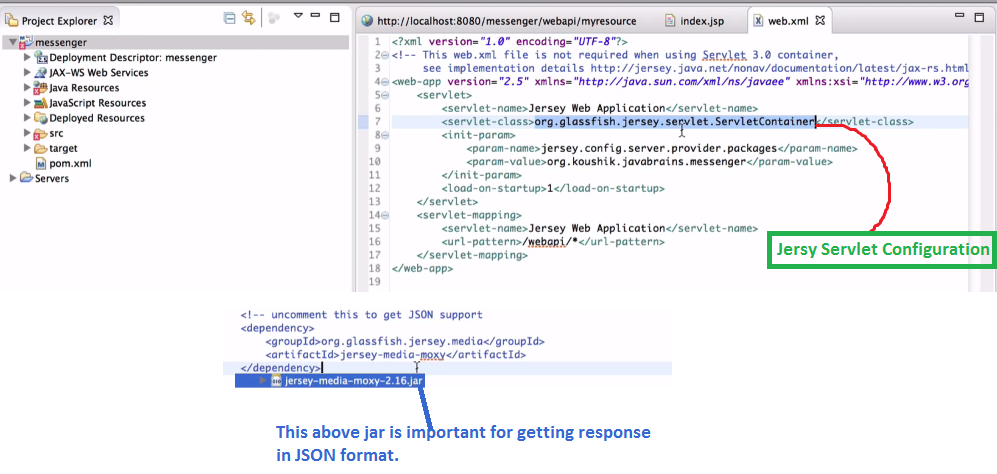 Project Explorer
http://localhost:8080/messenger/webapi/myresource
index.jsp
web.xml
messenger
Deployment Descriptor: messenger
JAX-WS Web Services
Java Resources
JavaScript Resources
Deployed Resources
src
target
pom.xml
Servers
1 <?xml version="1.0" encoding="UTF-8"?>
2 <!-- This web.xml file is not required when using Servlet 3.0 container,
3 see implementation details http://jersey.java.net/nonav/documentation/latest/jax-rs.html
4 <web-app version="2.5" xmlns="http://java.sun.com/xml/ns/javaee" xmlns:xsi="http://www.w3.org
5 <servlet>
6 <servlet-name>Jersey Web Application</servlet-name>
7 <servlet-class>org.glassfish.jersey.servlet.ServletContainer</servlet-class>
8 <init-param>
9 <param-name>jersey.config.server.provider.packages</param-name>
10 <param-value>org.koushik.javabrains.messenger</param-value>
11 </init-param>
12 <load-on-startup>1</load-on-startup>
13 </servlet>
14 <servlet-mapping>
15 <servlet-name>Jersey Web Application</servlet-name>
16 <url-pattern>/webapi/*</url-pattern>
17 </servlet-mapping>
18 </web-app>
19
Jersy Servlet Configuration
<!-- uncomment this to get JSON support
<dependency>
<groupId>org.glassfish.jersey.media</groupId>
<artifactId>jersey-media-moxy</artifactId>
</dependency>
jersey-media-moxy-2.16.jar
This above jar is important for getting response
in JSON format.